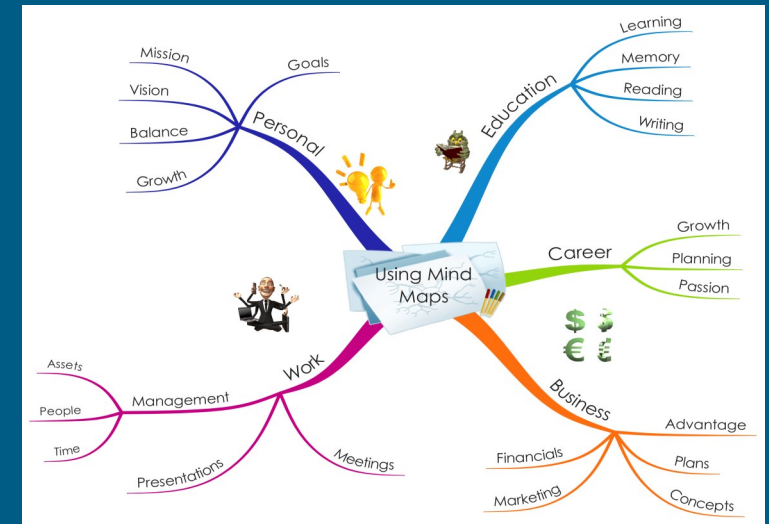 Using Mind
Maps
Education
Learning
Memory
Reading
Writing
Career
Growth
Planning
Passion
Business
Advantage
Plans
Concepts
Marketing
Financials
Work
Meetings
Presentations
Management
Time
People
Assets
Personal
Growth
Balance
Vision
Mission
Goals
$ $
€ €